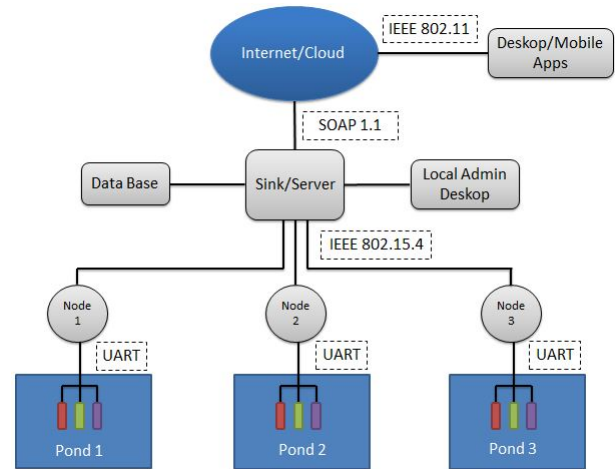 IEEE 802.11
Internet/Cloud
Deskop/Mobile
Apps
SOAP 1.1
Data Base
Sink/Server
Local Admin
Deskop
IEEE 802.15.4
Node
1
Node
2
Node
3
UART
UART
UART
Pond 1
Pond 2
Pond 3